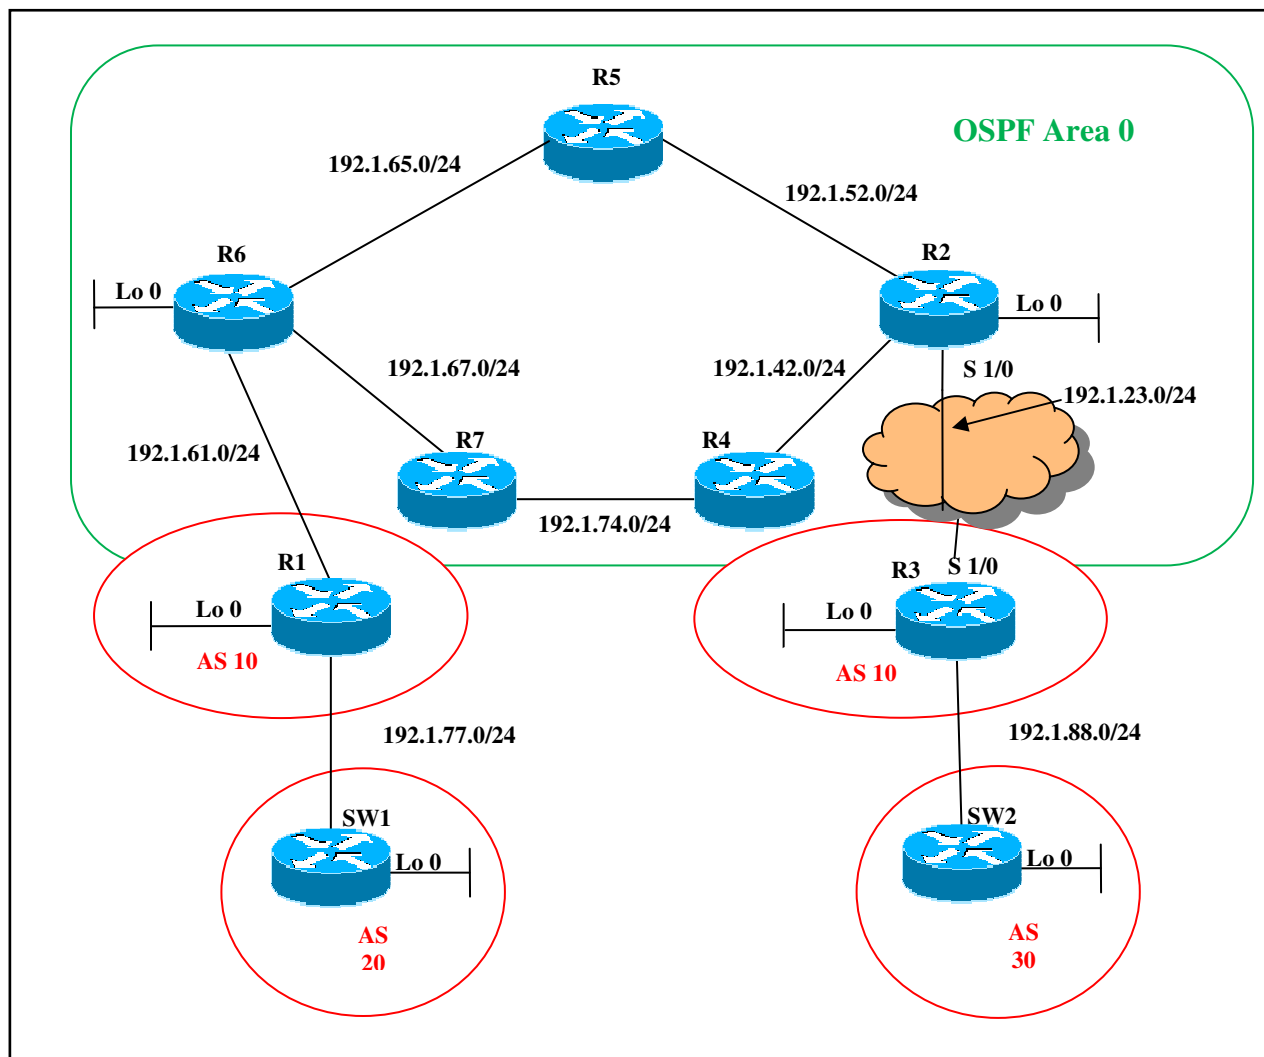 R5
OSPF Area 0
192.1.65.0/24
192.1.52.0/24
R6
R2
Lo 0
Lo 0
192.1.67.0/24
192.1.42.0/24
S 1/0
192.1.23.0/24
192.1.61.0/24
R7
R4
192.1.74.0/24
R1
R3
S 1/0
Lo 0
Lo 0
AS 10
AS 10
192.1.77.0/24
192.1.88.0/24
SW1
SW2
Lo 0
Lo 0
AS
20
AS
30